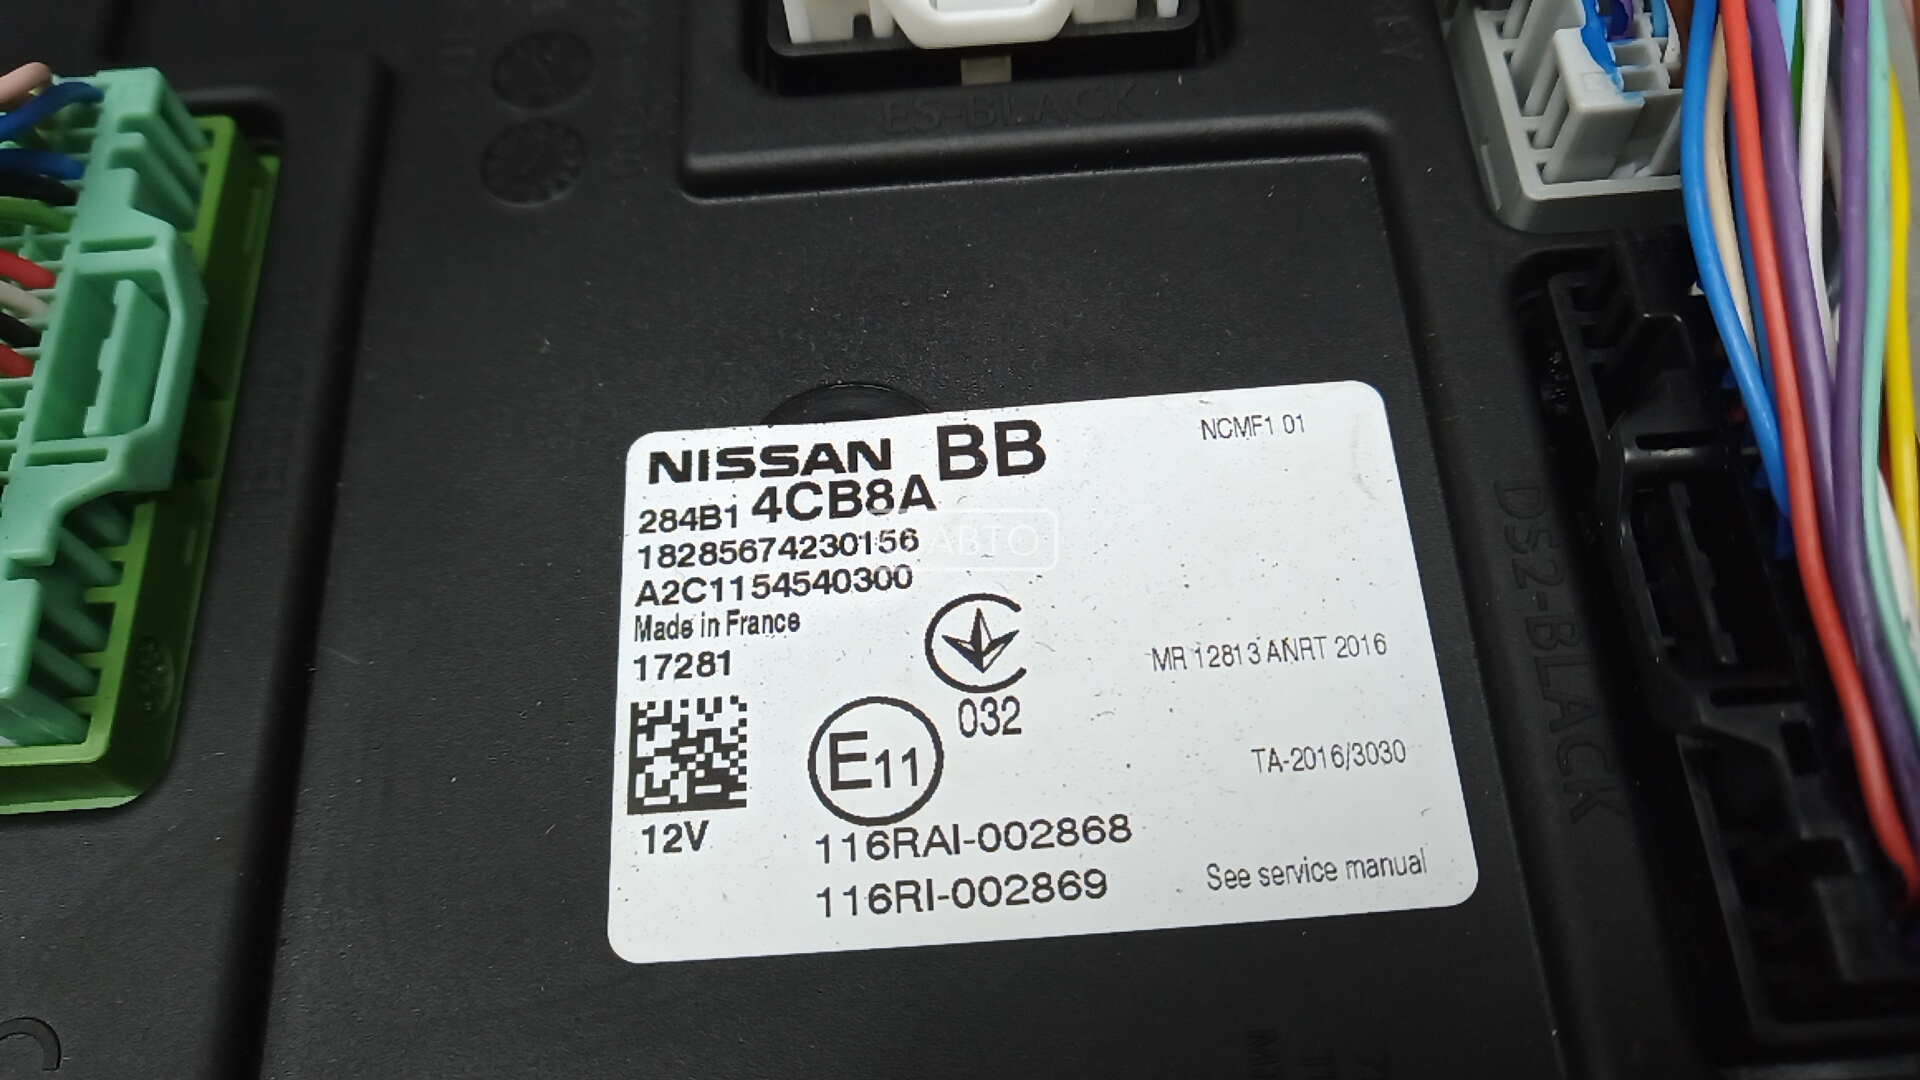 ES-BLACK
NISSAN BB
NCMF1 01
284B1 4CB8A
18285674230156
АВТО
A2C1154540300
Made in France
17281
032
MR 12813 ANRT 2016
E11
TA-2016/3030
12V
116RAI-002868
116RI-002869
See service manual
DS2-BLACK